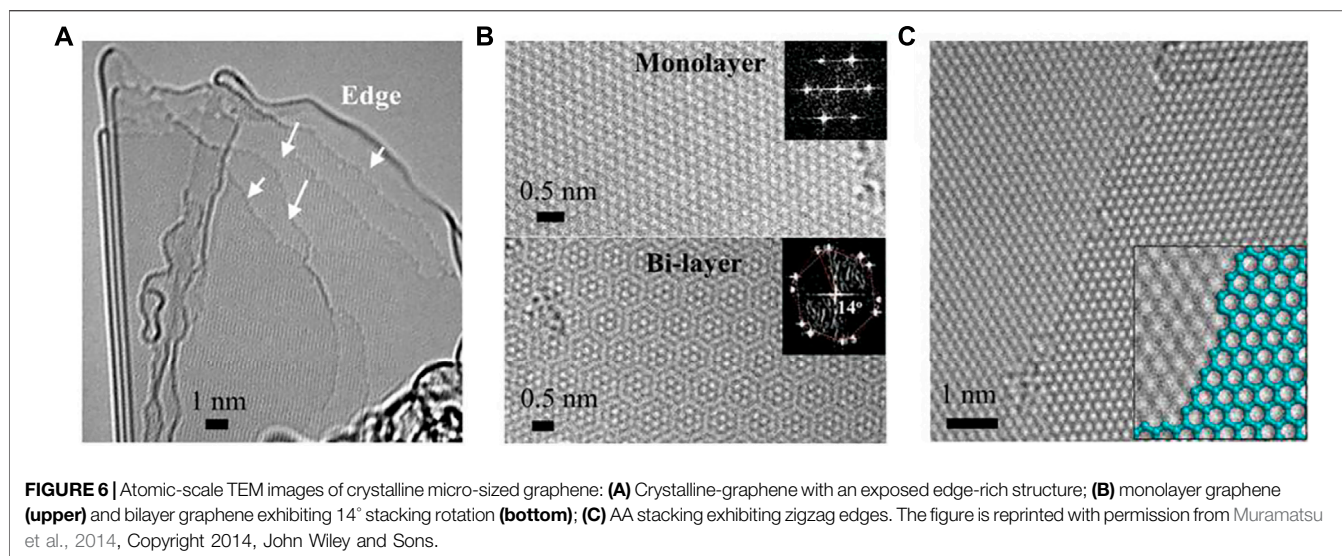 A
B
C
Edge
1 nm
Monolayer
0.5 nm
Bi-layer
14°
0.5 nm
1 nm
FIGURE 6 | Atomic-scale TEM images of crystalline micro-sized graphene: (A) Crystalline-graphene with an exposed edge-rich structure; (B) monolayer graphene
(upper) and bilayer graphene exhibiting 14° stacking rotation (bottom); (C) AA stacking exhibiting zigzag edges. The figure is reprinted with permission from Muramatsu
et al., 2014, Copyright 2014, John Wiley and Sons.